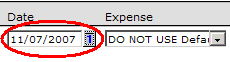 Date Expense
11/07/2007 DO NOT USE Defa